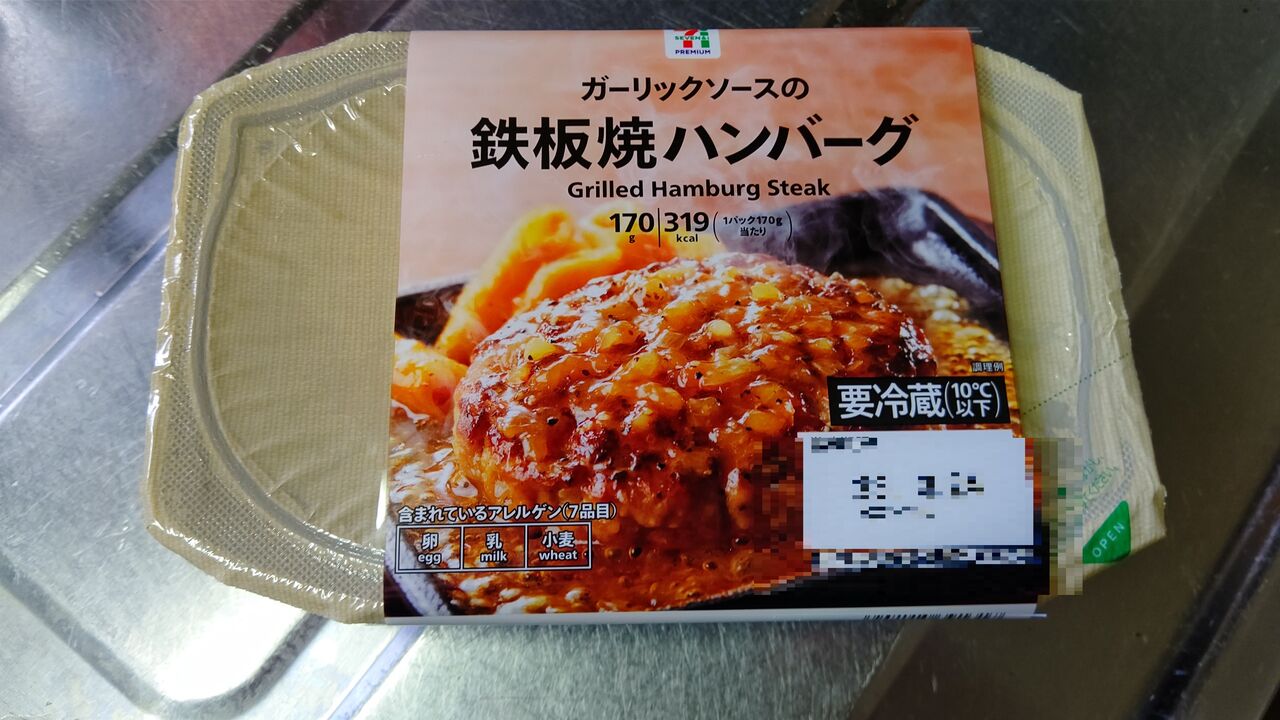 SEVEN&i
PREMIUM
ガーリックソースの
鉄板焼ハンバーグ
Grilled Hamburg Steak
170g 319kcal (1パック170g当たり)
調理例
要冷蔵(10℃以下)
含まれているアレルゲン(7品目)
卵 乳 小麦
egg milk wheat
OPEN